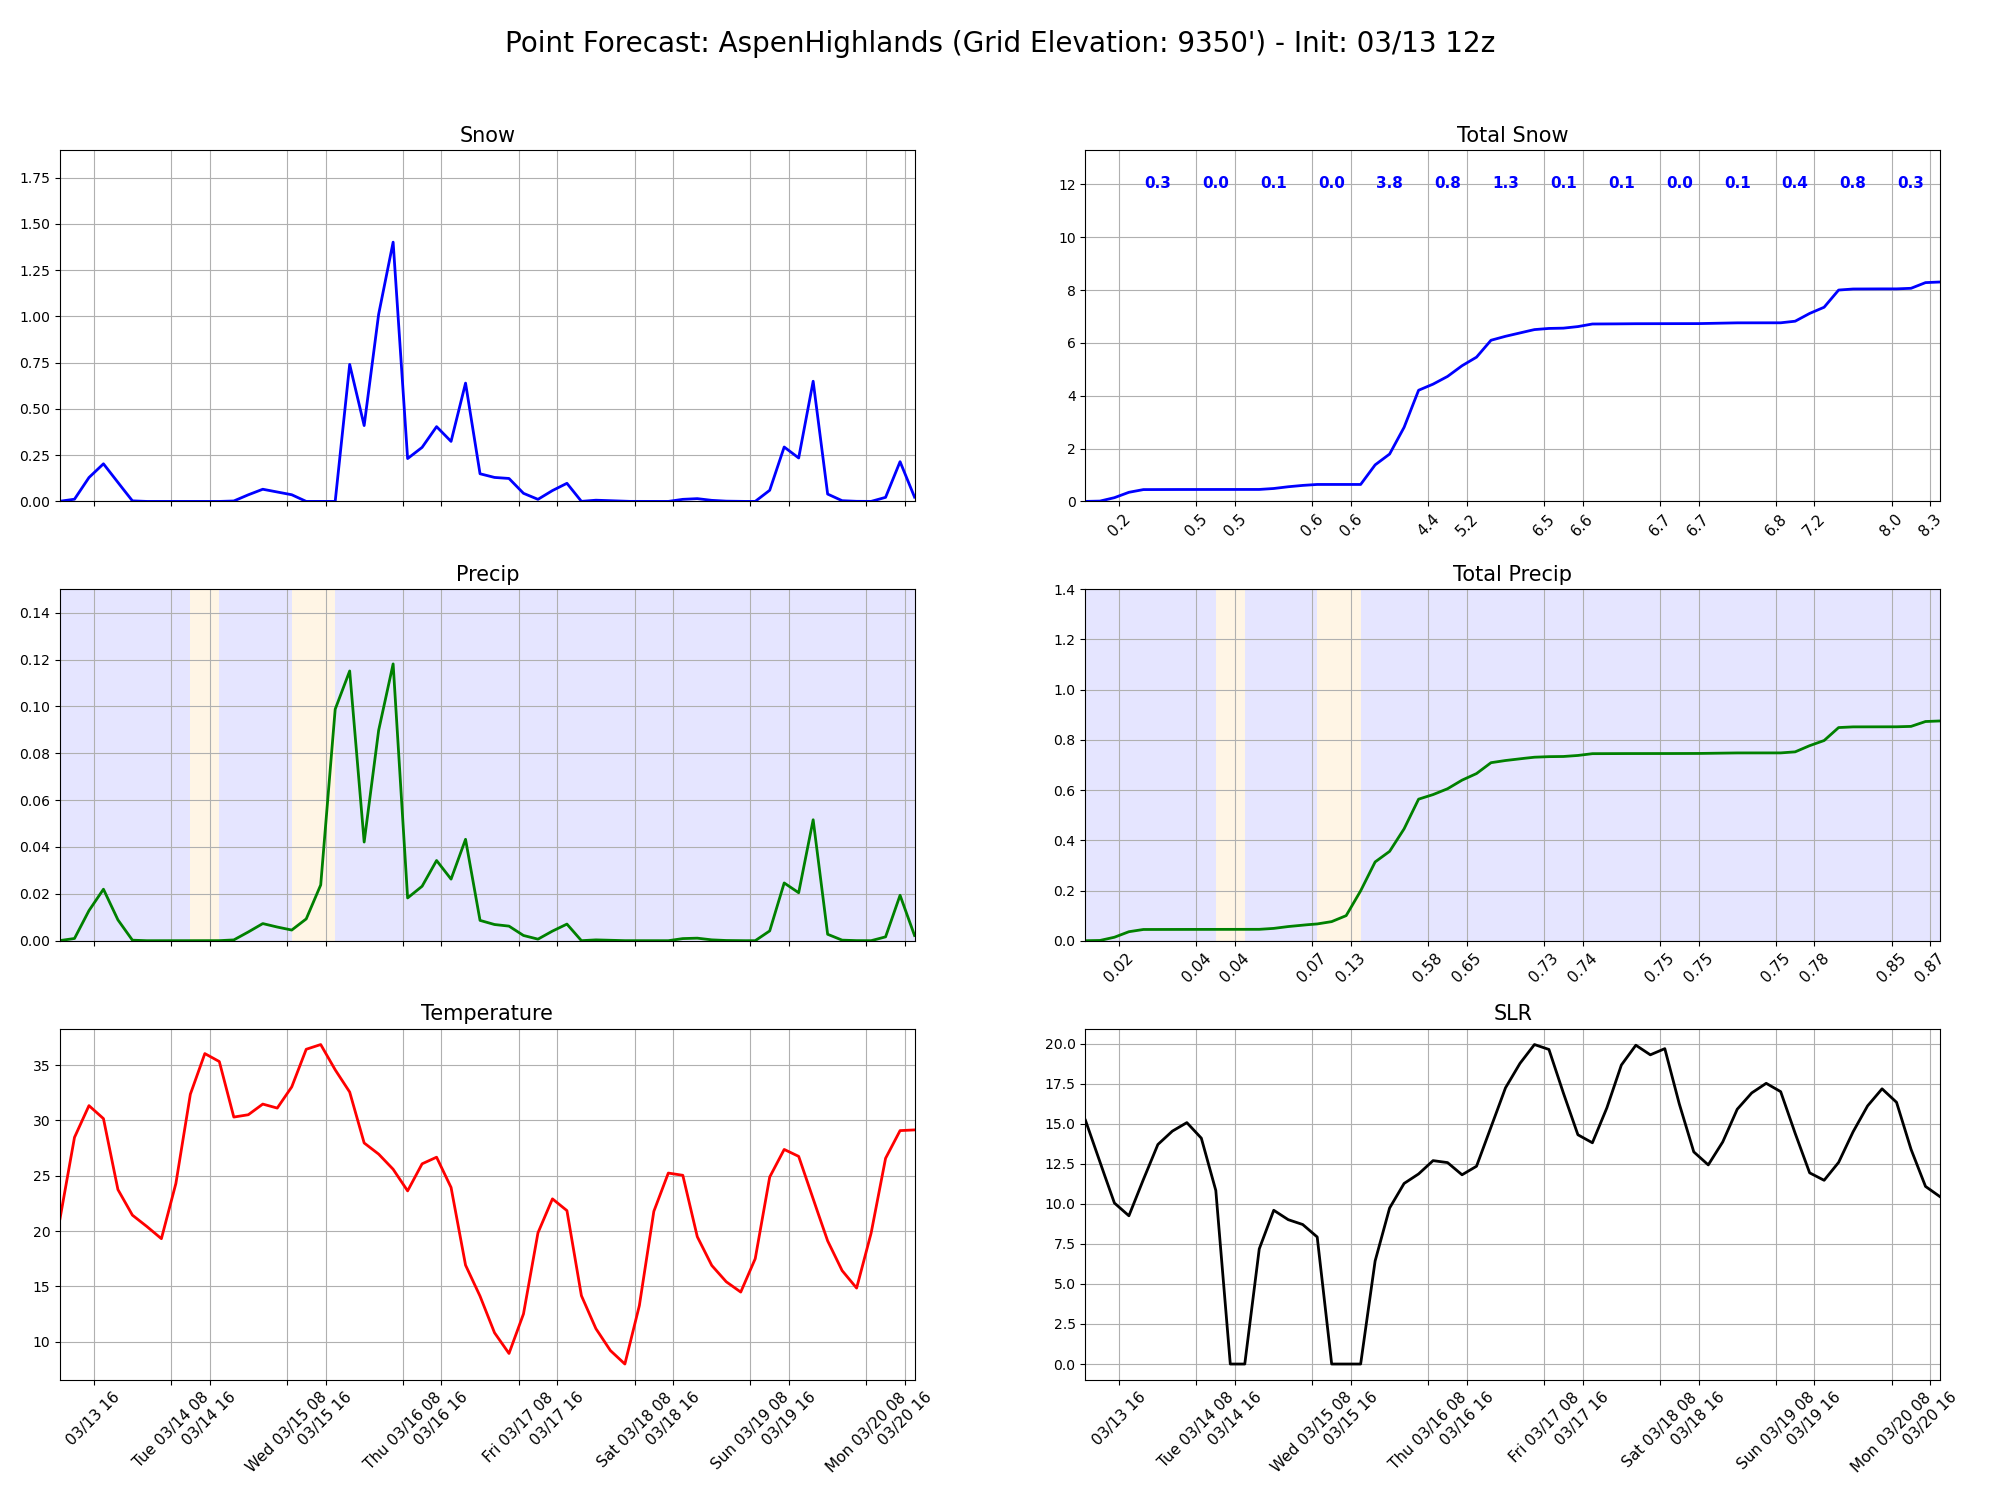 Point Forecast: AspenHighlands (Grid Elevation: 9350') - Init: 03/13 12z
Snow
1.75
1.50
1.25
1.00
0.75
0.50
0.25
0.00
Total Snow
0.3 0.0 0.1 0.0 3.8 0.8 1.3 0.1 0.1 0.0 0.1 0.4 0.8 0.3
12
10
8
6
4
2
0
0.2 0.5 0.5 0.6 0.6 4.4 5.2 6.5 6.6 6.7 6.7 6.8 7.2 8.0 8.3
Precip
0.14
0.12
0.10
0.08
0.06
0.04
0.02
0.00
Total Precip
1.4
1.2
1.0
0.8
0.6
0.4
0.2
0.0
0.02 0.04 0.04 0.07 0.13 0.58 0.65 0.73 0.74 0.75 0.75 0.75 0.78 0.85 0.87
Temperature
35
30
25
20
15
10
03/13 16
Tue 03/14 08
03/14 16
Wed 03/15 08
03/15 16
Thu 03/16 08
03/16 16
Fri 03/17 08
03/17 16
Sat 03/18 08
03/18 16
Sun 03/19 08
03/19 16
Mon 03/20 08
03/20 16
SLR
20.0
17.5
15.0
12.5
10.0
7.5
5.0
2.5
0.0
03/13 16
Tue 03/14 08
03/14 16
Wed 03/15 08
03/15 16
Thu 03/16 08
03/16 16
Fri 03/17 08
03/17 16
Sat 03/18 08
03/18 16
Sun 03/19 08
03/19 16
Mon 03/20 08
03/20 16